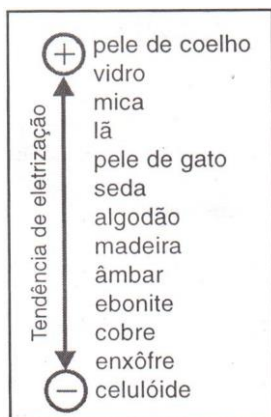 Tendência de eletrização
+
pele de coelho
vidro
mica
lã
pele de gato
seda
algodão
madeira
âmbar
ebonite
cobre
enxôfre
celulóide
−